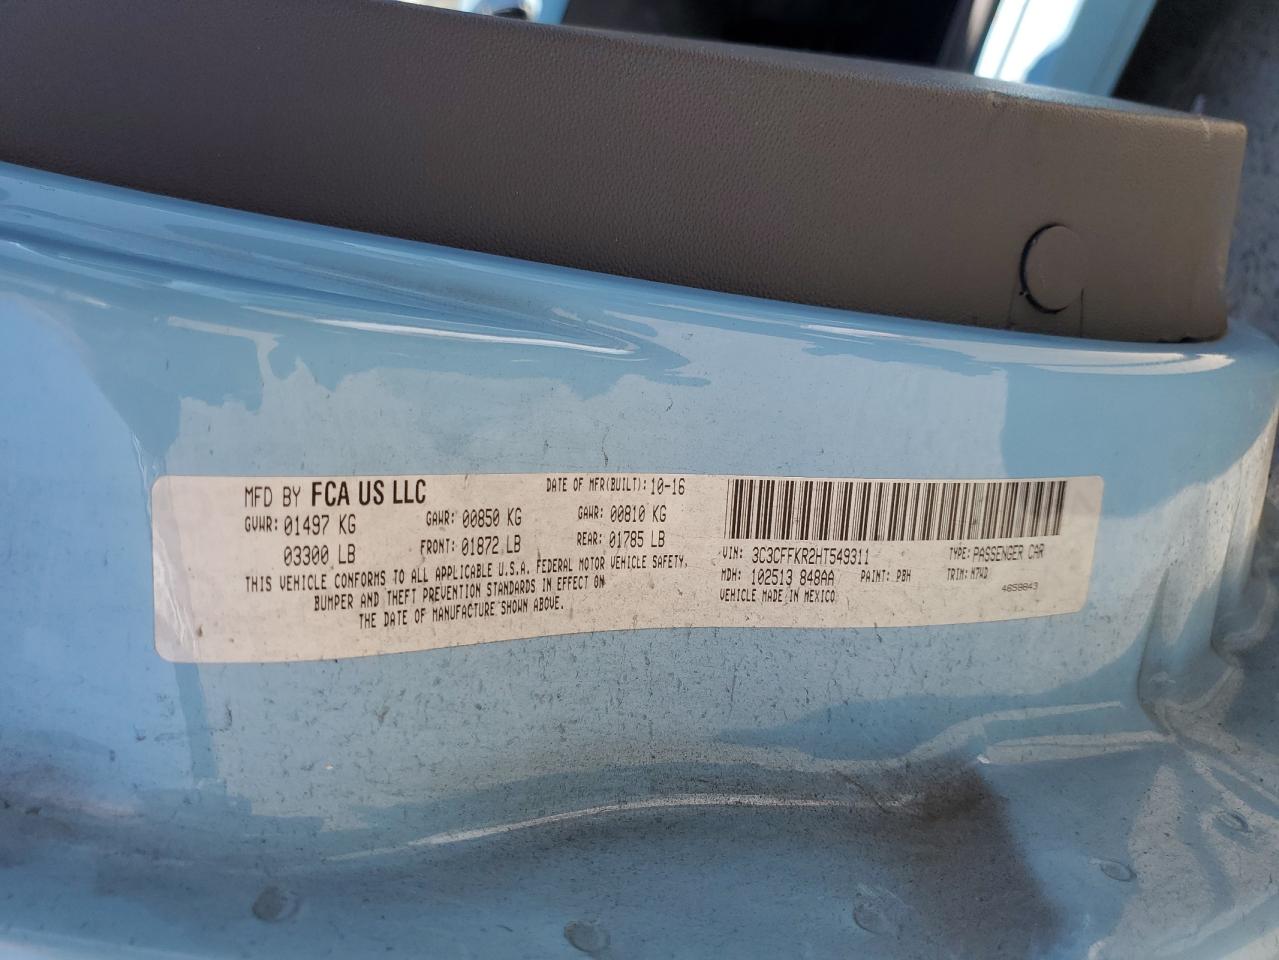 MFD BY FCA US LLC DATE OF MFR(BUILT): 10-16
GVWR: 01497 KG GAWR: 00850 KG GAWR: 00810 KG
03300 LB FRONT: 01872 LB REAR: 01785 LB
THIS VEHICLE CONFORMS TO ALL APPLICABLE U.S.A. FEDERAL MOTOR VEHICLE SAFETY,
BUMPER AND THEFT PREVENTION STANDARDS IN EFFECT ON
THE DATE OF MANUFACTURE SHOWN ABOVE.
VIN: 3C3CFFKR2HT549311 TYPE: PASSENGER CAR
MDH: 102513 848AA PAINT: PBH TRIM: N7WD
VEHICLE MADE IN MEXICO 4658843